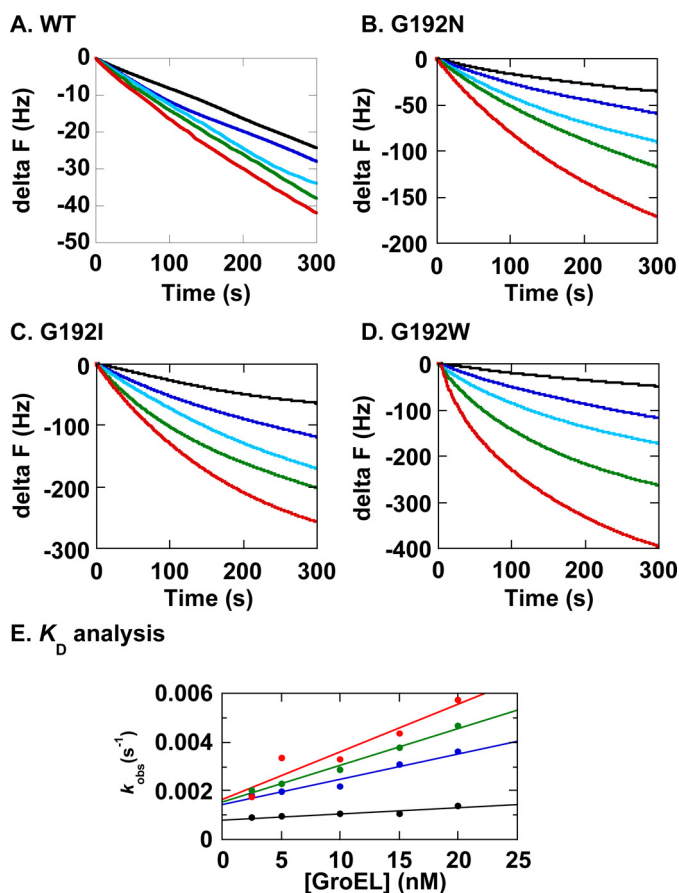 A. WT
B. G192N
0
-10
-20
-30
-40
-50
delta F (Hz)
0 100 200 300
Time (s)
0
-50
-100
-150
-200
delta F (Hz)
0 100 200 300
Time (s)
C. G192I
D. G192W
0
-100
-200
-300
delta F (Hz)
0 100 200 300
Time (s)
0
-100
-200
-300
-400
delta F (Hz)
0 100 200 300
Time (s)
E. KD analysis
0.006
0.004
0.002
0
kobs(s-1)
0 5 10 15 20 25
[GroEL] (nM)